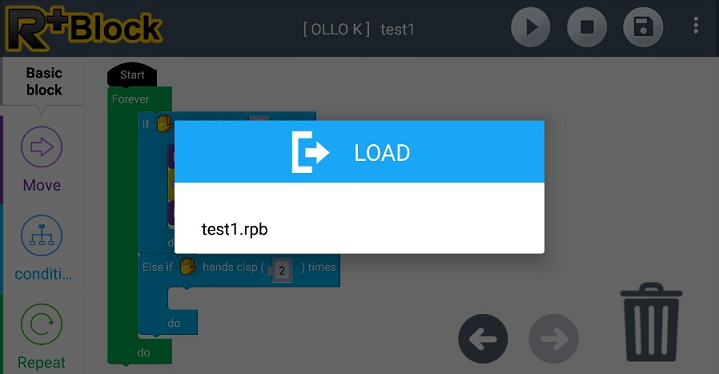 R+Block
[ OLLO K ] test1
Basic
block
Start
Forever
If
LOAD
test1.rpb
Move
Else if hands clap ( 2 ) times
conditi...
do
do
Repeat